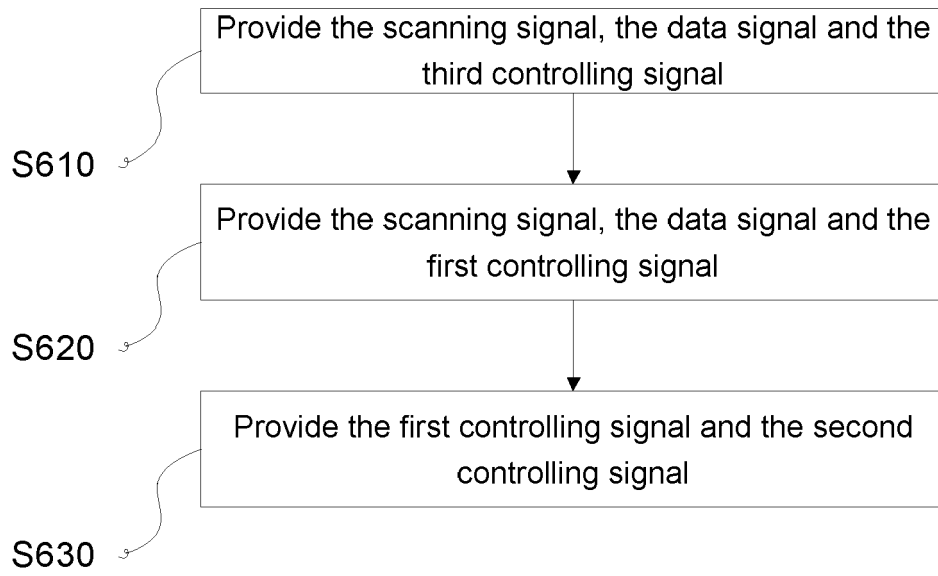 Provide the scanning signal, the data signal and the
third controlling signal
S610
Provide the scanning signal, the data signal and the
first controlling signal
S620
Provide the first controlling signal and the second
controlling signal
S630